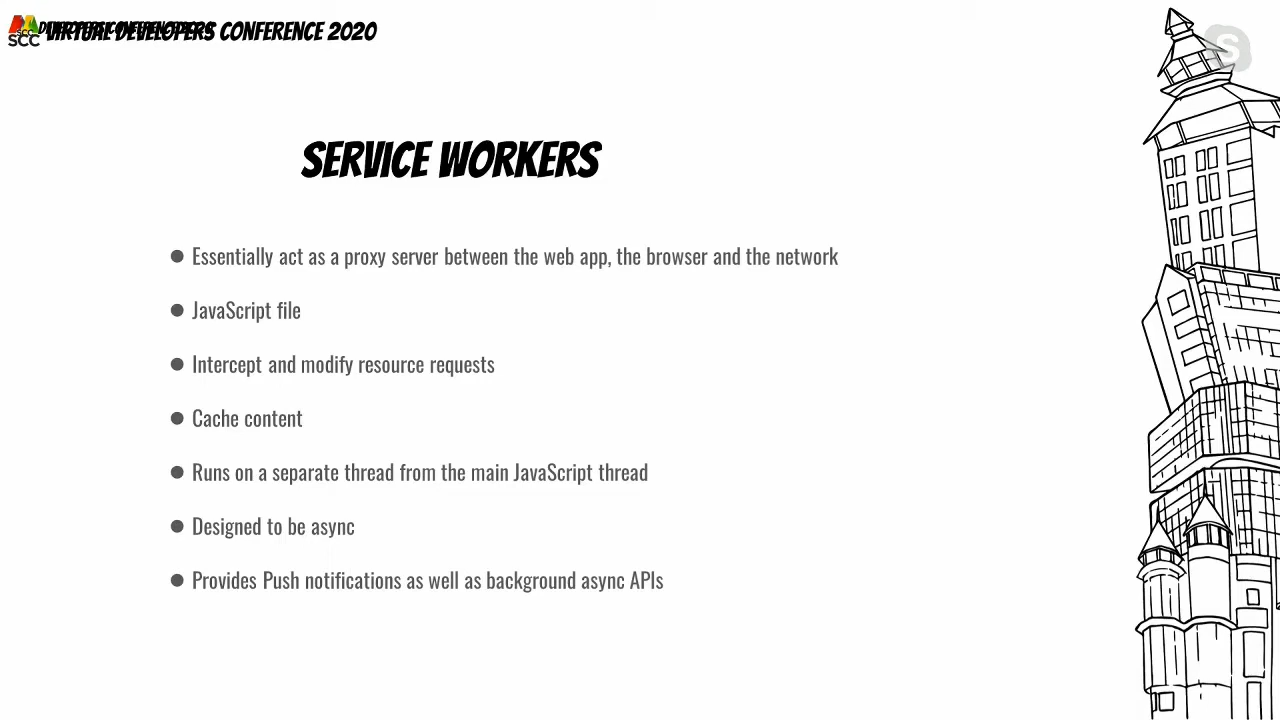 SCC VIRTUAL DEVELOPERS CONFERENCE 2020
SERVICE WORKERS
● Essentially act as a proxy server between the web app, the browser and the network
● JavaScript file
● Intercept and modify resource requests
● Cache content
● Runs on a separate thread from the main JavaScript thread
● Designed to be async
● Provides Push notifications as well as background async APIs